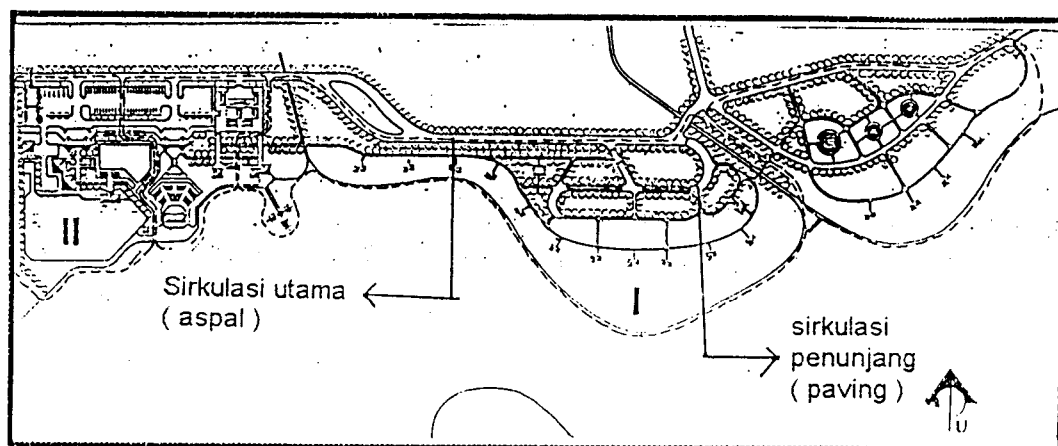 II
I
Sirkulasi utama
( aspal )
sirkulasi
penunjang
( paving )
U